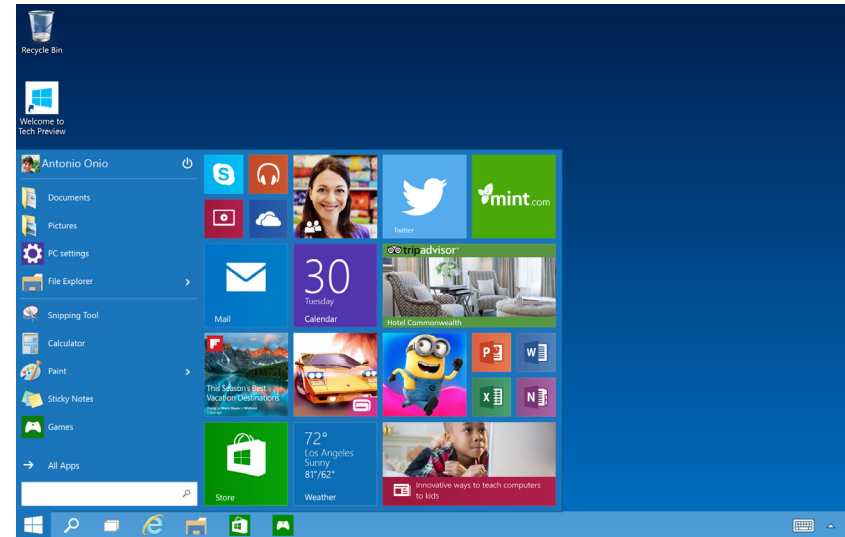 Recycle Bin
Welcome to
Tech Preview
Antonio Onio
Documents
Pictures
PC settings
File Explorer
Snipping Tool
Calculator
Paint
Sticky Notes
Games
All Apps
Twitter
mint.com
Mail
30
Tuesday
Calendar
tripadvisor
Hotel Commonwealth
This Season's Best
Vacation Destinations
P
W
X
N
Store
72°
Los Angeles
Sunny
81°/62°
Weather
Innovative ways to teach computers
to kids